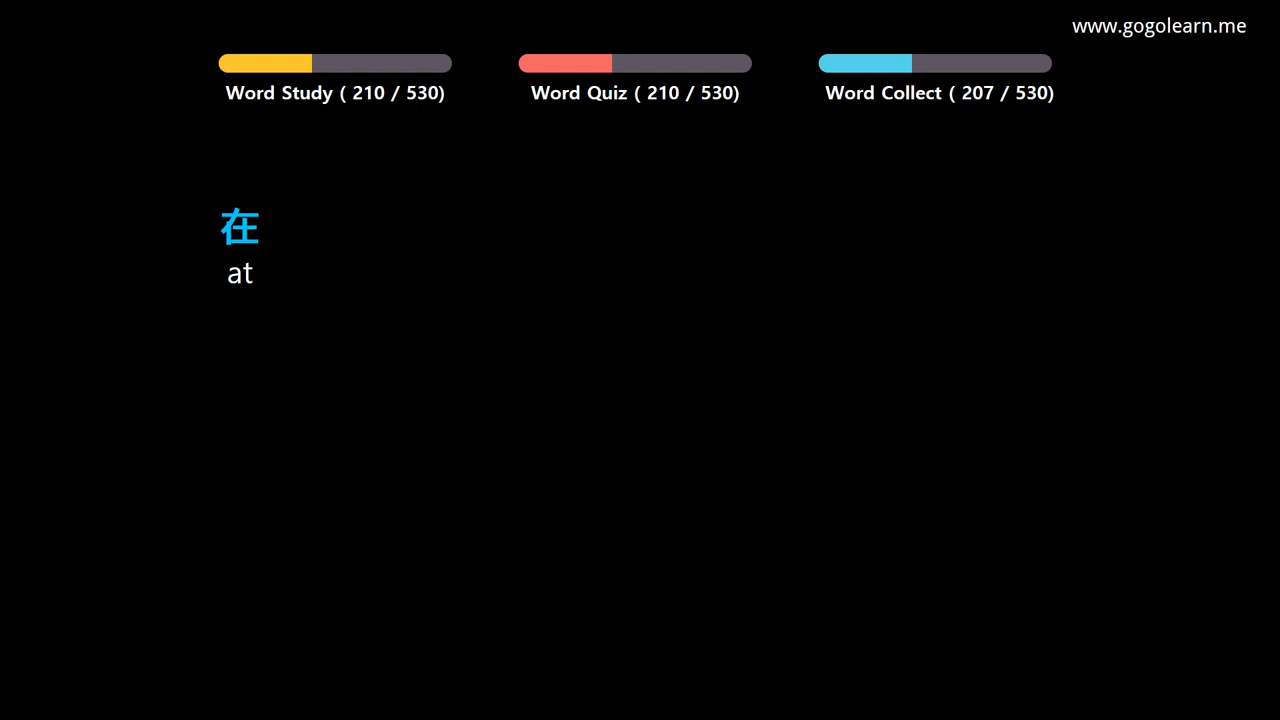 www.gogolearn.me
Word Study ( 210 / 530)
Word Quiz ( 210 / 530)
Word Collect ( 207 / 530)
在
at